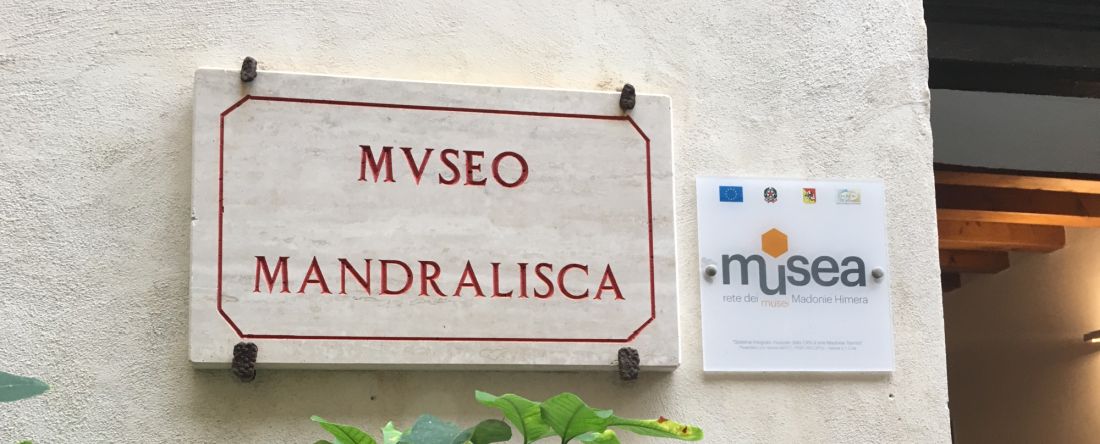 MVSEO
MANDRALISCA
musea
rete dei musei Madonie Himera